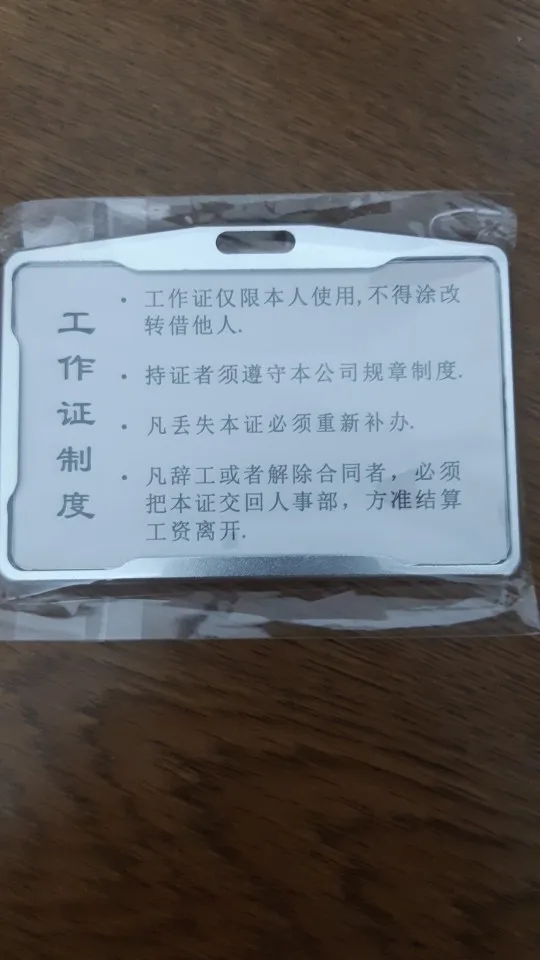 工作证制度
• 工作证仅限本人使用,不得涂改
转借他人.
• 持证者须遵守本公司规章制度.
• 凡丢失本证必须重新补办.
• 凡辞工或者解除合同者，必须
把本证交回人事部，方准结算
工资离开.